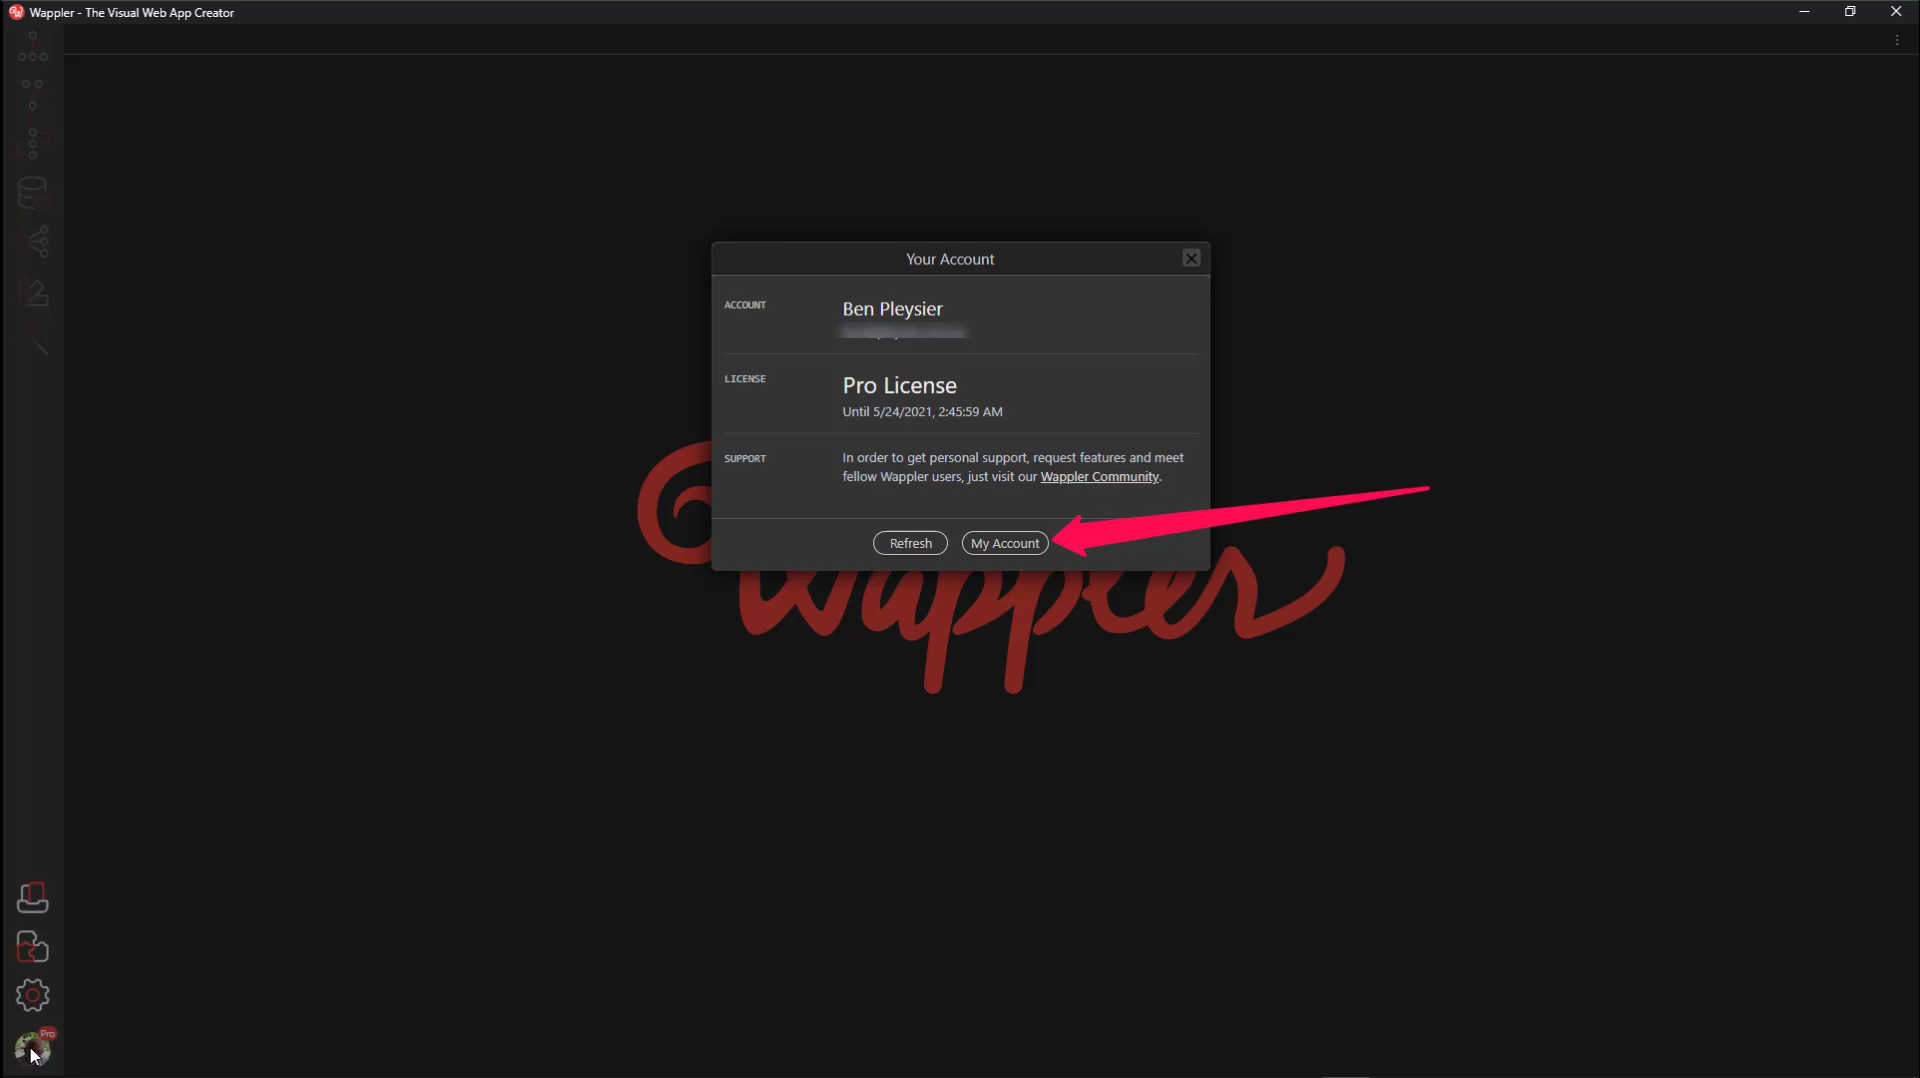 Wappler - The Visual Web App Creator
Your Account
ACCOUNT
Ben Pleysier
LICENSE
Pro License
Until 5/24/2021, 2:45:59 AM
SUPPORT
In order to get personal support, request features and meet
fellow Wappler users, just visit our Wappler Community.
Refresh
My Account
Wappler
Pro